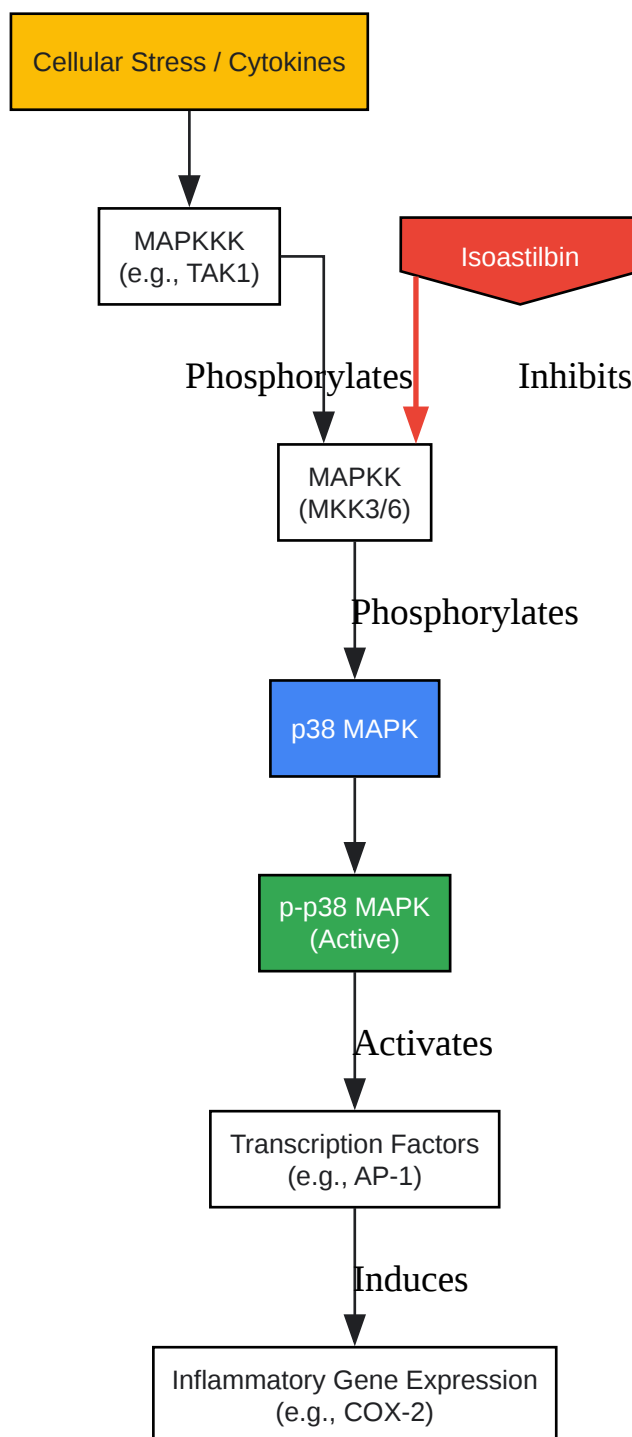 Cellular Stress / Cytokines
MAPKKK
(e.g., TAK1)
Isoastilbin
Phosphorylates
Inhibits
MAPKK
(MKK3/6)
Phosphorylates
p38 MAPK
p-p38 MAPK
(Active)
Activates
Transcription Factors
(e.g., AP-1)
Induces
Inflammatory Gene Expression
(e.g., COX-2)